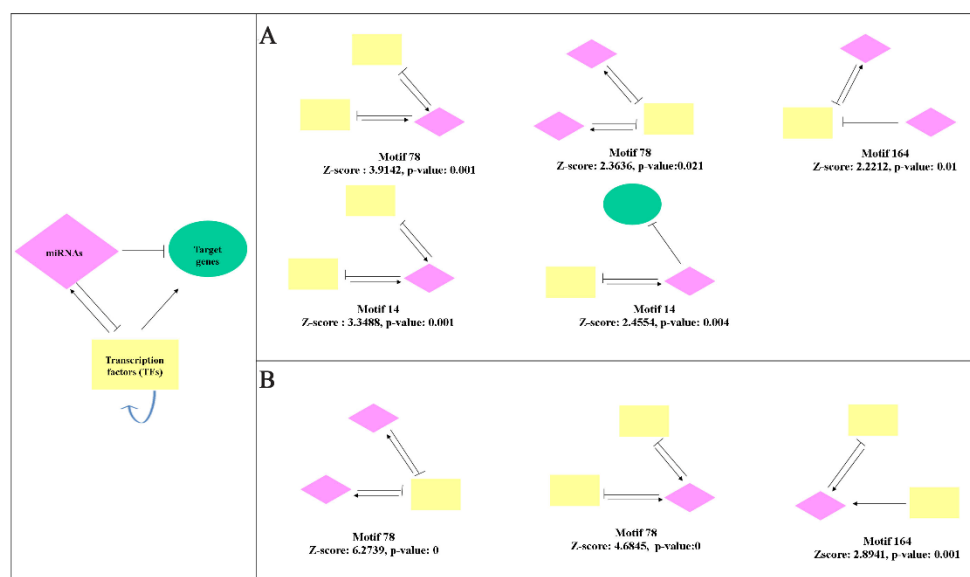 A
Motif 78
Z-score : 3.9142, p-value: 0.001
Motif 78
Z-score: 2.3636, p-value:0.021
Motif 164
Z-score: 2.2212, p-value: 0.01
miRNAs
Target
genes
Transcription
factors (TFs)
Motif 14
Z-score : 3.3488, p-value: 0.001
Motif 14
Z-score: 2.4554, p-value: 0.004
B
Motif 78
Z-score: 6.2739, p-value: 0
Motif 78
Z-score: 4.6845,  p-value:0
Motif 164
Zscore: 2.8941, p-value: 0.001